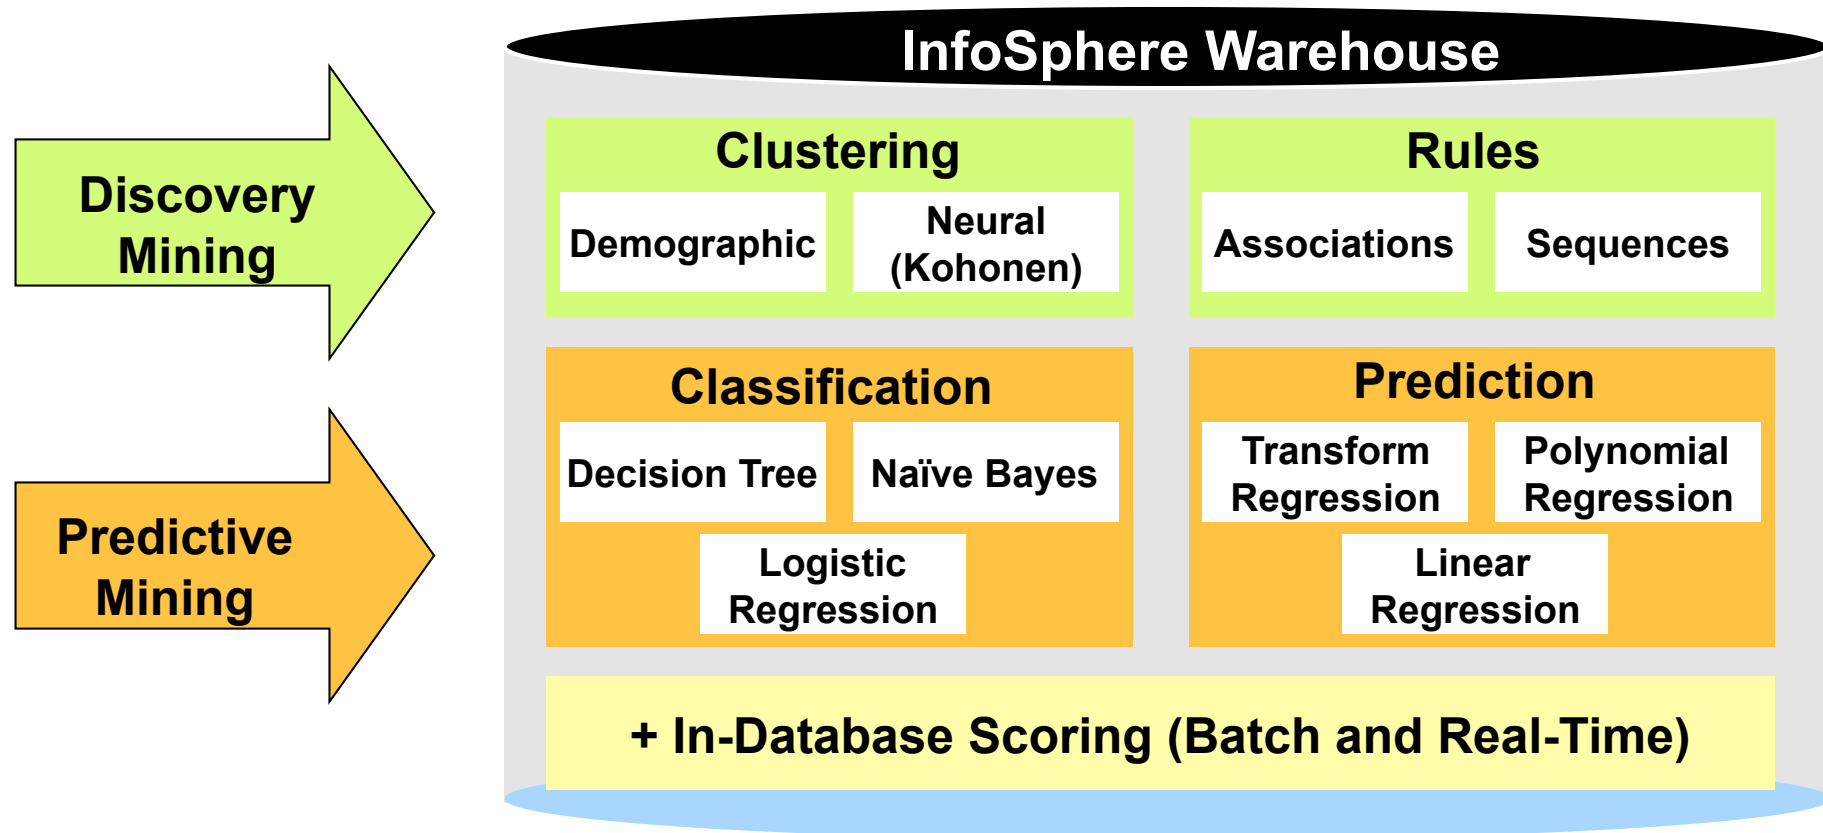 InfoSphere Warehouse
Discovery
Mining
Clustering
Demographic
Neural
(Kohonen)
Rules
Associations
Sequences
Predictive
Mining
Classification
Decision Tree
Naïve Bayes
Logistic
Regression
Prediction
Transform
Regression
Polynomial
Regression
Linear
Regression
+ In-Database Scoring (Batch and Real-Time)